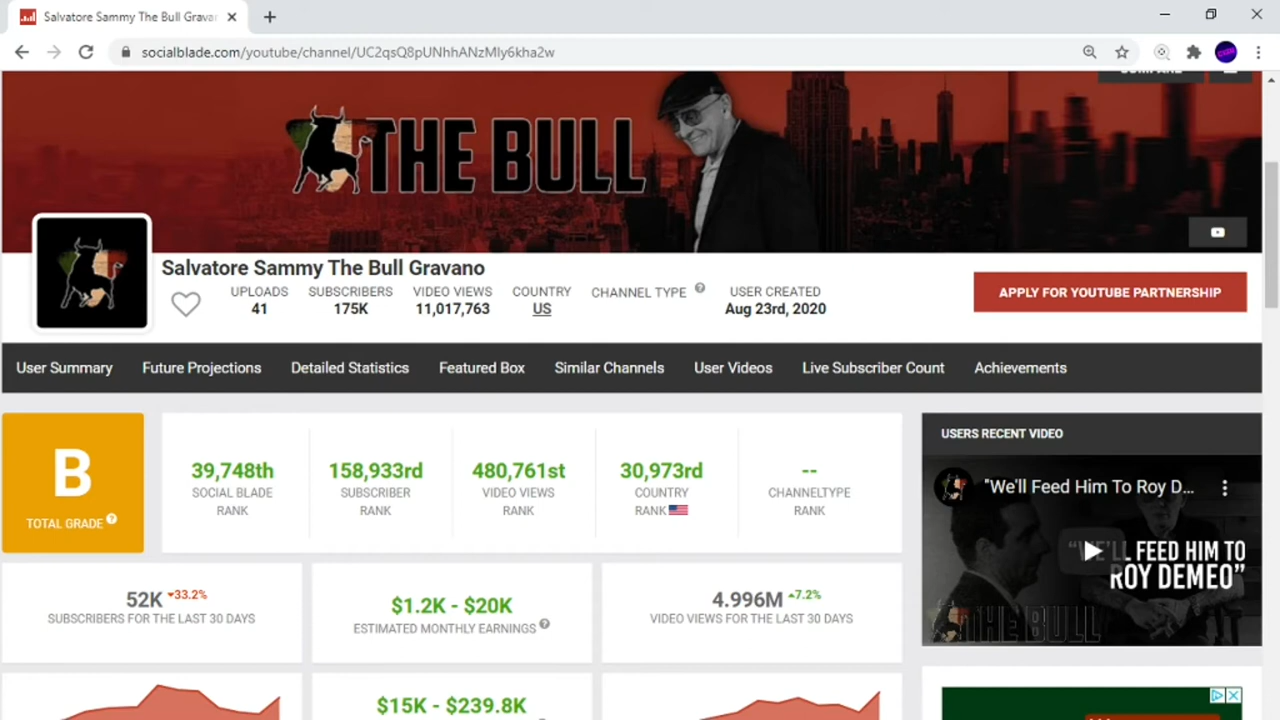 Salvatore Sammy The Bull Gravan
socialblade.com/youtube/channel/UC2qsQ8pUNhhANzMIy6kha2w
COMPARE
THE BULL
Salvatore Sammy The Bull Gravano
UPLOADS
41
SUBSCRIBERS
175K
VIDEO VIEWS
11,017,763
COUNTRY
US
CHANNEL TYPE
USER CREATED
Aug 23rd, 2020
APPLY FOR YOUTUBE PARTNERSHIP
User Summary
Future Projections
Detailed Statistics
Featured Box
Similar Channels
User Videos
Live Subscriber Count
Achievements
B
TOTAL GRADE
39,748th
SOCIAL BLADE
RANK
158,933rd
SUBSCRIBER
RANK
480,761st
VIDEO VIEWS
RANK
30,973rd
COUNTRY
RANK
--
CHANNELTYPE
RANK
USERS RECENT VIDEO
"We'll Feed Him To Roy D...
"WE'LL FEED HIM TO
ROY DEMEO"
THE BULL
52K 33.2%
SUBSCRIBERS FOR THE LAST 30 DAYS
$1.2K - $20K
ESTIMATED MONTHLY EARNINGS
4.996M 7.2%
VIDEO VIEWS FOR THE LAST 30 DAYS
$15K - $239.8K